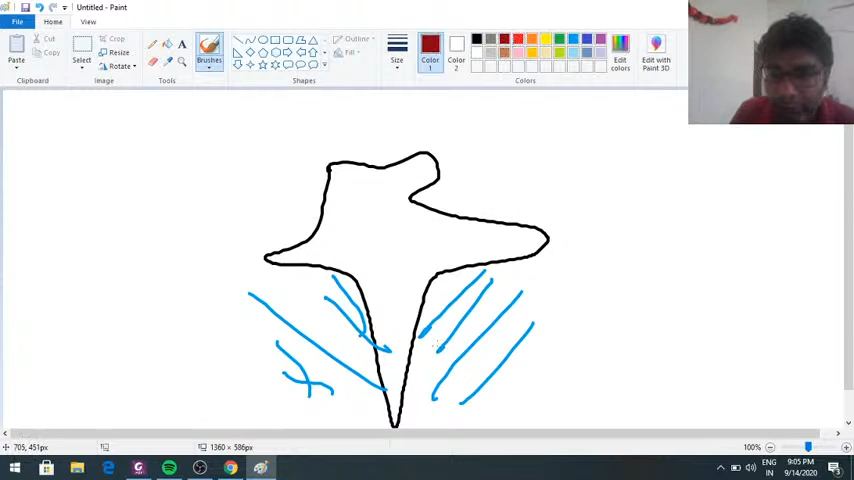 Untitled - Paint
File Home View
Paste
Cut
Copy
Clipboard
Select
Crop
Resize
Rotate
Image
A
Tools
Brushes
Outline
Fill
Shapes
Size
Color
1
Color
2
Colors
Edit
colors
Edit with
Paint 3D
705, 451px
1360 × 586px
100%
ENG
IN
9:05 PM
9/14/2020
3